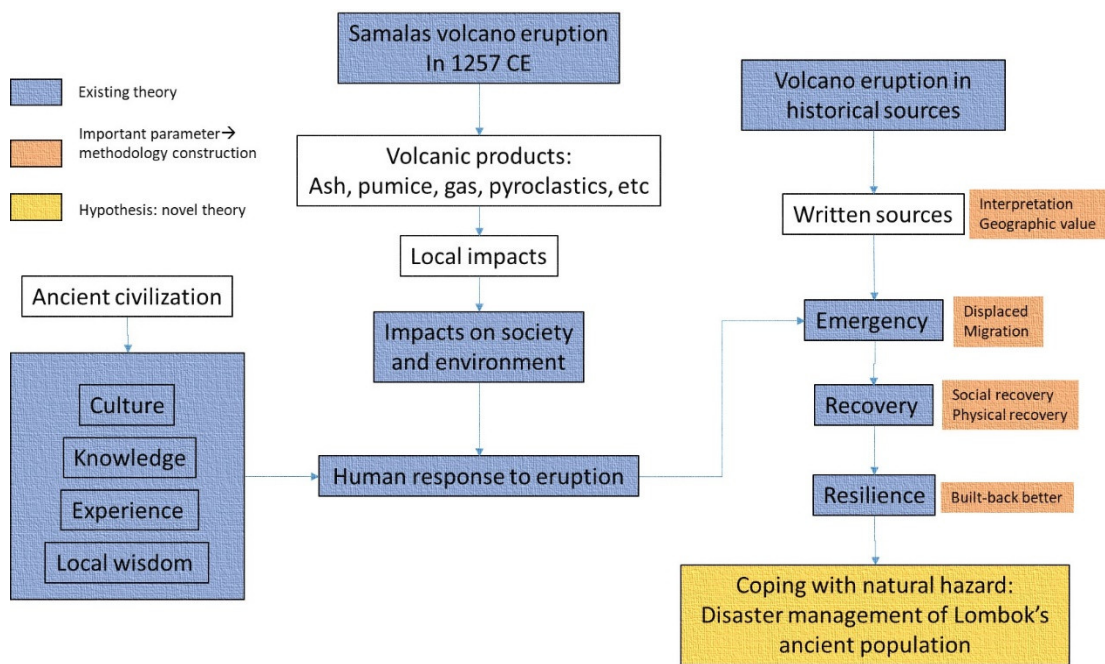 Samalas volcano eruption
In 1257 CE
Existing theory
Important parameter→
methodology construction
Hypothesis: novel theory
Volcano eruption in
historical sources
Volcanic products:
Ash, pumice, gas, pyroclastics, etc
Written sources
Interpretation
Geographic value
Local impacts
Ancient civilization
Impacts on society
and environment
Emergency
Displaced
Migration
Culture
Knowledge
Experience
Local wisdom
Recovery
Social recovery
Physical recovery
Human response to eruption
Resilience
Built-back better
Coping with natural hazard:
Disaster management of Lombok's
ancient population